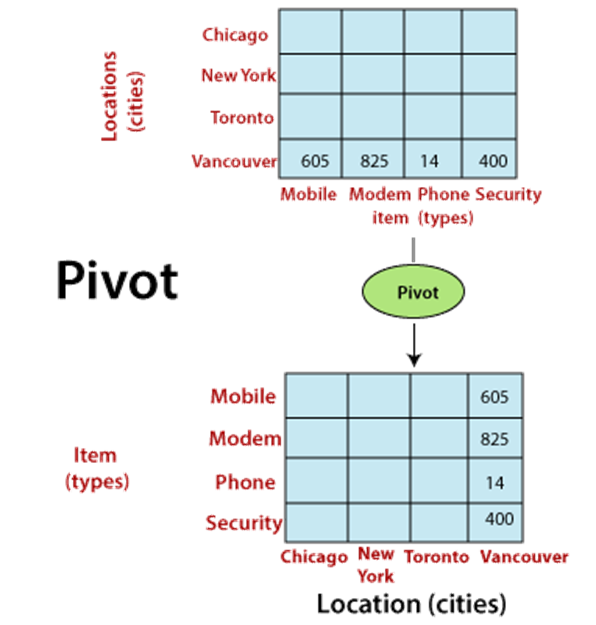 Locations
(cities)
Chicago
New York
Toronto
Vancouver 605 825 14 400
Mobile Modem Phone Security
item (types)
Pivot
Pivot
Item
(types)
Mobile 605
Modem 825
Phone 14
Security 400
Chicago New York Toronto Vancouver
Location (cities)